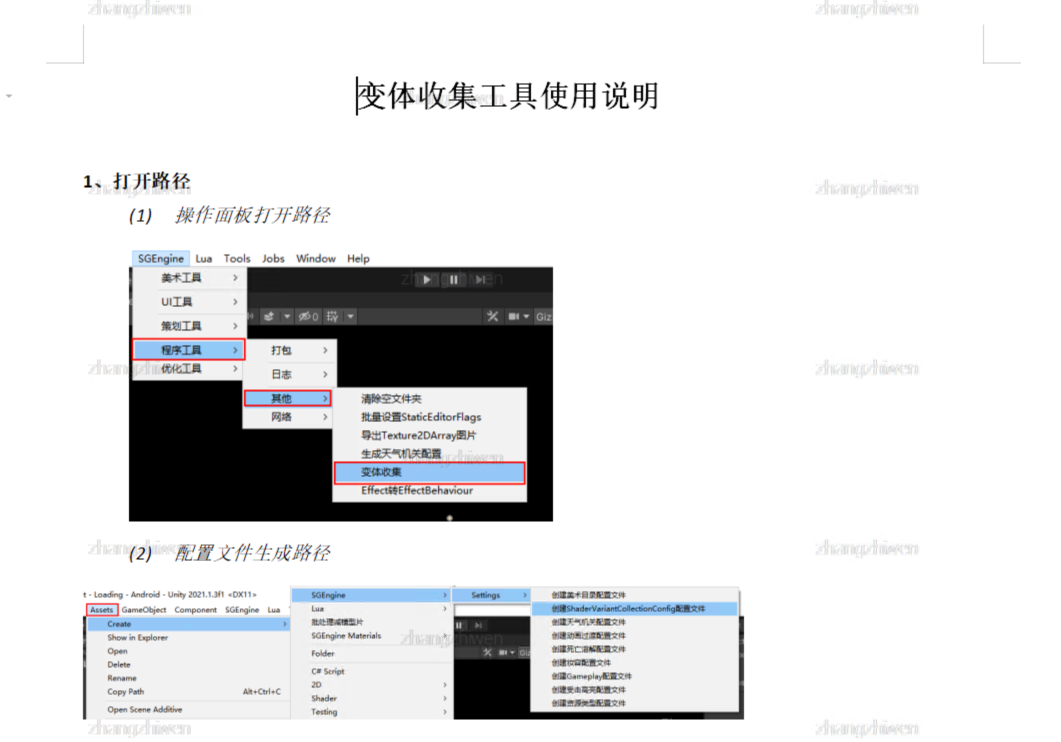 zhangzhiwen zhangzhiwen
变体收集工具使用说明
1、打开路径
zhangzhiwen zhangzhiwen
(1) 操作面板打开路径
SGEngine Lua Tools Jobs Window Help
美术工具
zhangzhiwen
UI工具
0 Giz
策划工具
程序工具 打包
优化工具
zhangzhiwen zhangzhiwen
日志
其他 清除空文件夹
网络 批量设置StaticEditorFlags
导出Texture2DArray图片
生成天气机关配置
zhangzhiwen
变体收集
Effect转EffectBehaviour
zhangzhiwen zhangzhiwen
(2) 配置文件生成路径
t - Loading - Android - Unity 2021.1.3f1 <DX11> SGEngine Settings 创建美术目录配置文件
Assets GameObject Component SGEngine Lua Lua 创建ShaderVariantCollectionConfig配置文件
Create 批处理减模型片 创建天气机关配置文件
Show in Explorer SGEngine Materials 创建动画过渡配置文件
zhangzhiwen
Open Folder 创建死亡溶解配置文件
Delete 创建妆容配置文件
Rename C# Script 创建Gameplay配置文件
Copy Path Alt+Ctrl+C 2D 创建受击高亮配置文件
Shader 创建资源类型配置文件
Open Scene Additive Testing
zhangzhiwen zhangzhiwen